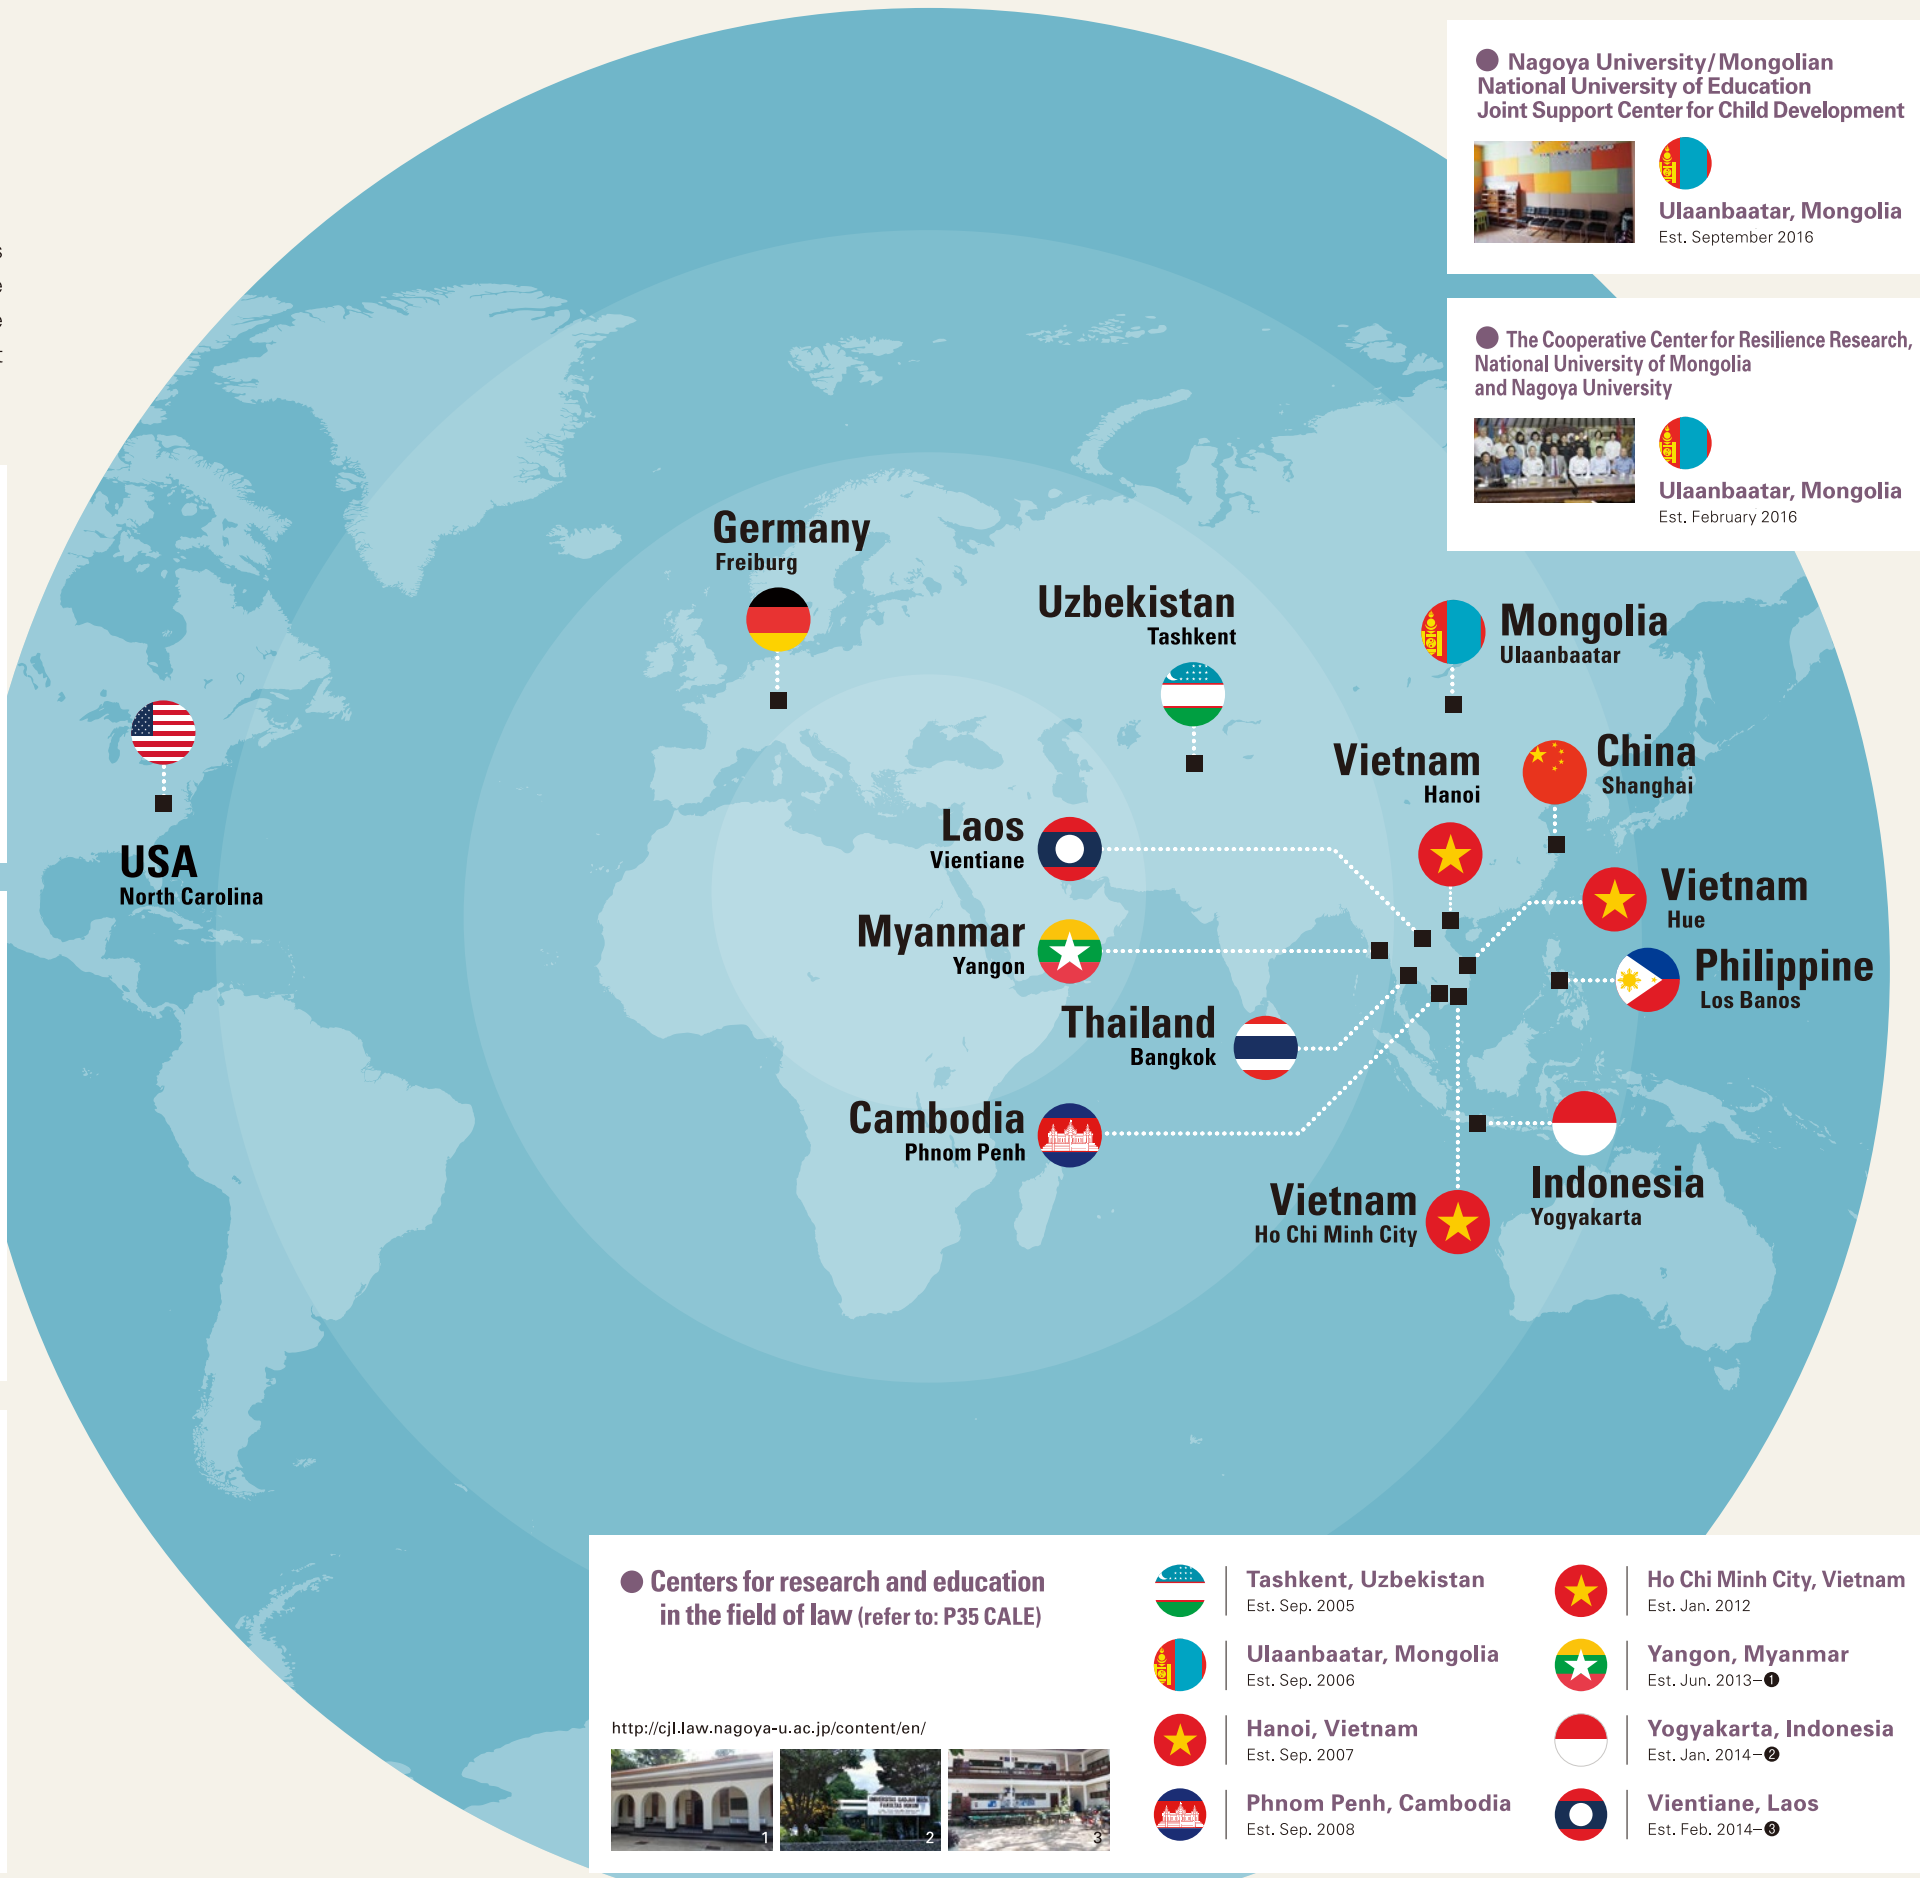 ● Nagoya University/Mongolian
National University of Education
Joint Support Center for Child Development
Ulaanbaatar, Mongolia
Est. September 2016
● The Cooperative Center for Resilience Research,
National University of Mongolia
and Nagoya University
Ulaanbaatar, Mongolia
Est. February 2016
s
e
e
t
Germany
Freiburg
Uzbekistan
Tashkent
Mongolia
Ulaanbaatar
Vietnam
Hanoi
China
Shanghai
USA
North Carolina
Laos
Vientiane
Vietnam
Hue
Myanmar
Yangon
Philippine
Los Banos
Thailand
Bangkok
Cambodia
Phnom Penh
Vietnam
Ho Chi Minh City
Indonesia
Yogyakarta
● Centers for research and education
in the field of law (refer to: P35 CALE)
http://cjl.law.nagoya-u.ac.jp/content/en/
1
2
3
Tashkent, Uzbekistan
Est. Sep. 2005
Ulaanbaatar, Mongolia
Est. Sep. 2006
Hanoi, Vietnam
Est. Sep. 2007
Phnom Penh, Cambodia
Est. Sep. 2008
Ho Chi Minh City, Vietnam
Est. Jan. 2012
Yangon, Myanmar
Est. Jun. 2013–❶
Yogyakarta, Indonesia
Est. Jan. 2014–❷
Vientiane, Laos
Est. Feb. 2014–❸